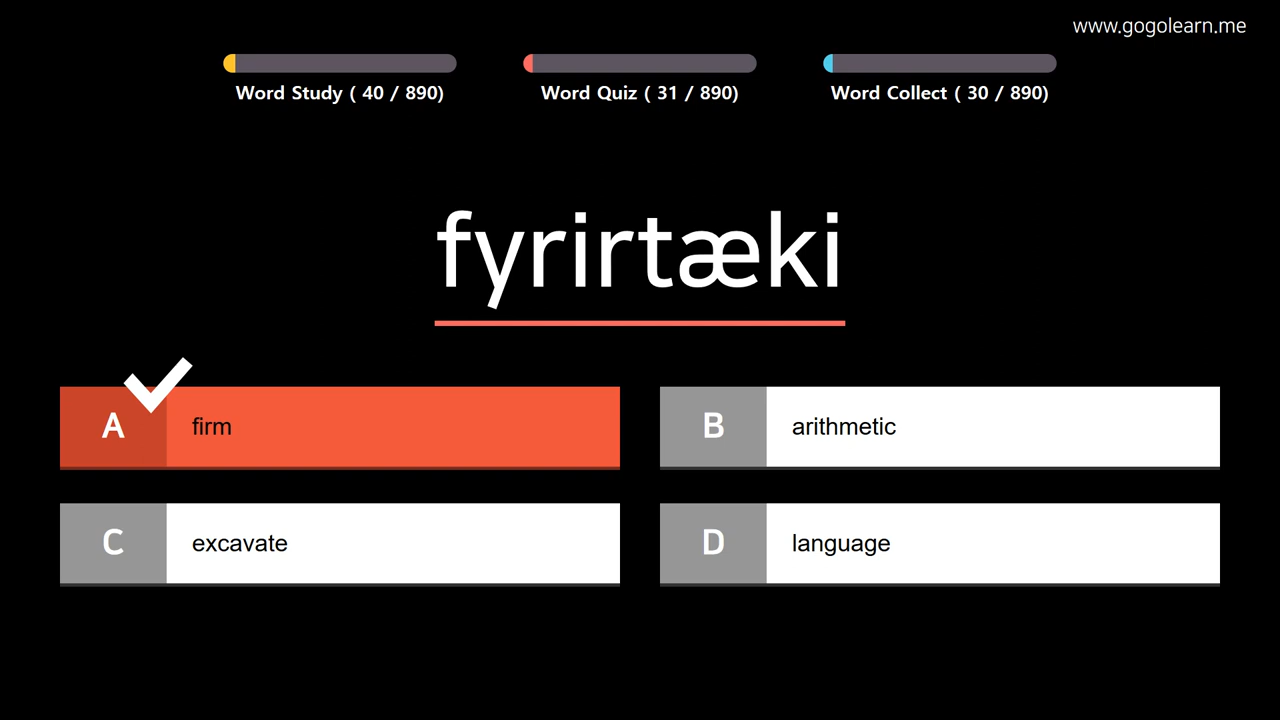 www.gogolearn.me
Word Study ( 40 / 890)
Word Quiz ( 31 / 890)
Word Collect ( 30 / 890)
fyrirtæki
A firm
B arithmetic
C excavate
D language